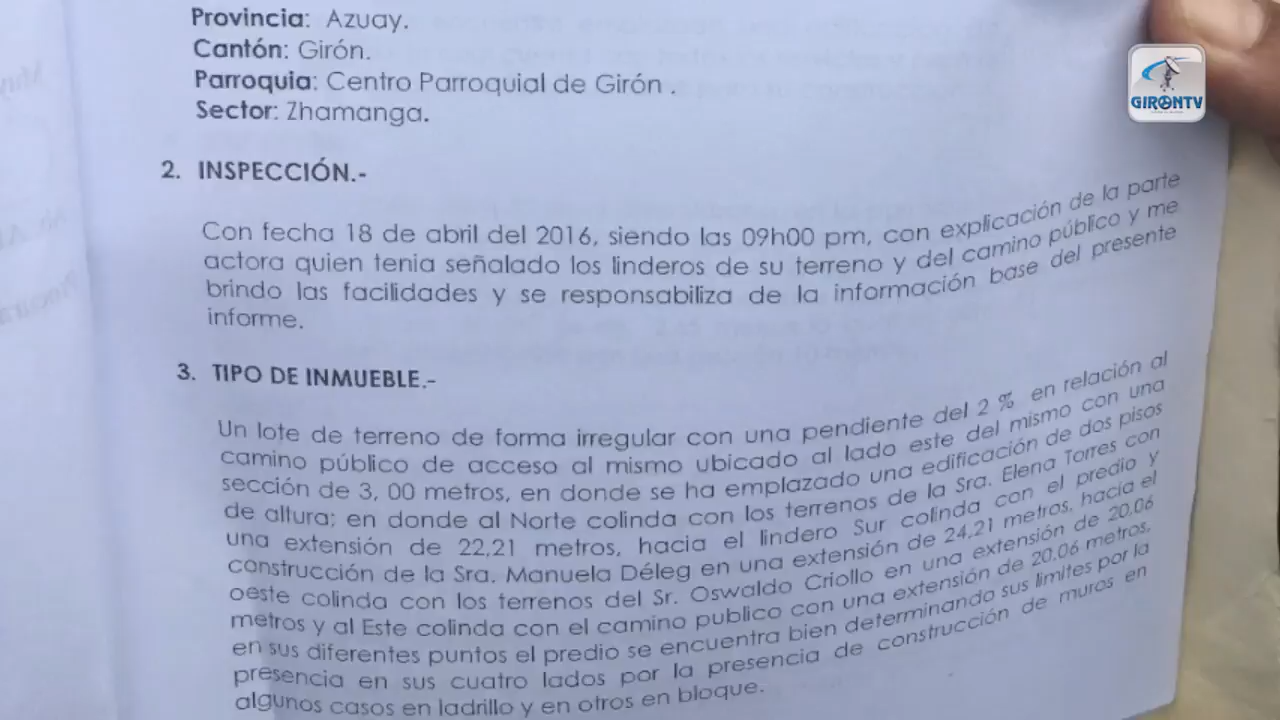 Provincia: Azuay.
Cantón: Girón.
Parroquia: Centro Parroquial de Girón .
Sector: Zhamanga.
GIRONTV
2. INSPECCIÓN.-
Con fecha 18 de abril del 2016, siendo las 09h00 pm, con explicación de la parte
actora quien tenia señalado los linderos de su terreno y del camino público y me
brindo las facilidades y se responsabiliza de la información base del presente
informe.
3. TIPO DE INMUEBLE.-
Un lote de terreno de forma irregular con una pendiente del 2 % en relación al
camino público de acceso al mismo ubicado al lado este del mismo con una
sección de 3, 00 metros, en donde se ha emplazado una edificación de dos pisos
de altura; en donde al Norte colinda con los terrenos de la Sra. Elena Torres con
una extensión de 22,21 metros, hacia el lindero Sur colinda con el predio y
construcción de la Sra. Manuela Déleg en una extensión de 24,21 metros, hacia el
oeste colinda con los terrenos del Sr. Oswaldo Criollo en una extensión de 20,06
metros y al Este colinda con el camino publico con una extensión de 20,06 metros,
en sus diferentes puntos el predio se encuentra bien determinando sus limites por la
presencia en sus cuatro lados por la presencia de construcción de muros en
algunos casos en ladrillo y en otros en bloque.